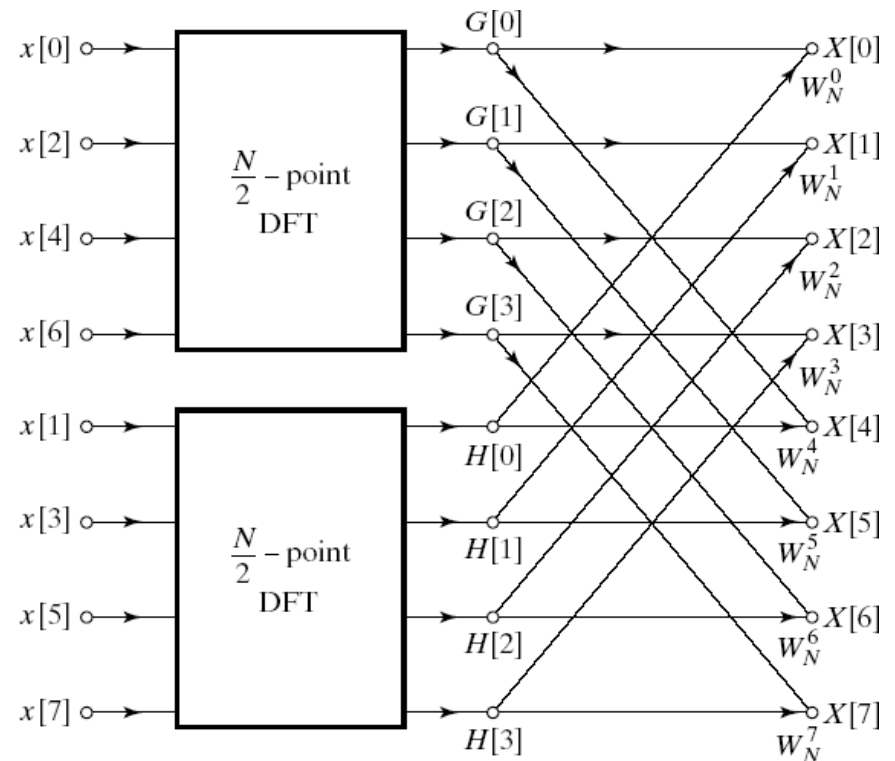 G[0]
x[0] X[0]
W_N^0
G[1]
x[2] X[1]
W_N^1
N/2 – point
DFT
G[2]
x[4] X[2]
W_N^2
G[3]
x[6] X[3]
W_N^3
x[1] X[4]
H[0] W_N^4
x[3] X[5]
H[1] W_N^5
N/2 – point
DFT
x[5] X[6]
H[2] W_N^6
x[7] X[7]
H[3] W_N^7